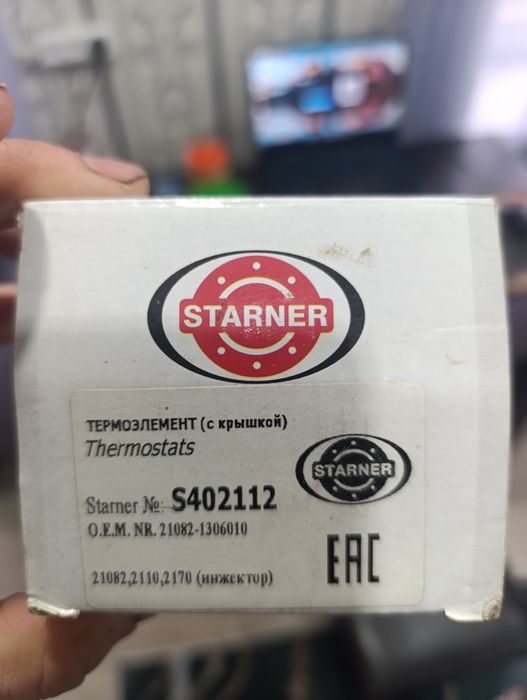 STARNER
ТЕРМОЭЛЕМЕНТ (с крышкой)
Thermostats
STARNER
Starner №: S402112
O.E.M. NR. 21082-1306010
EAC
21082,2110,2170 (инжектор)